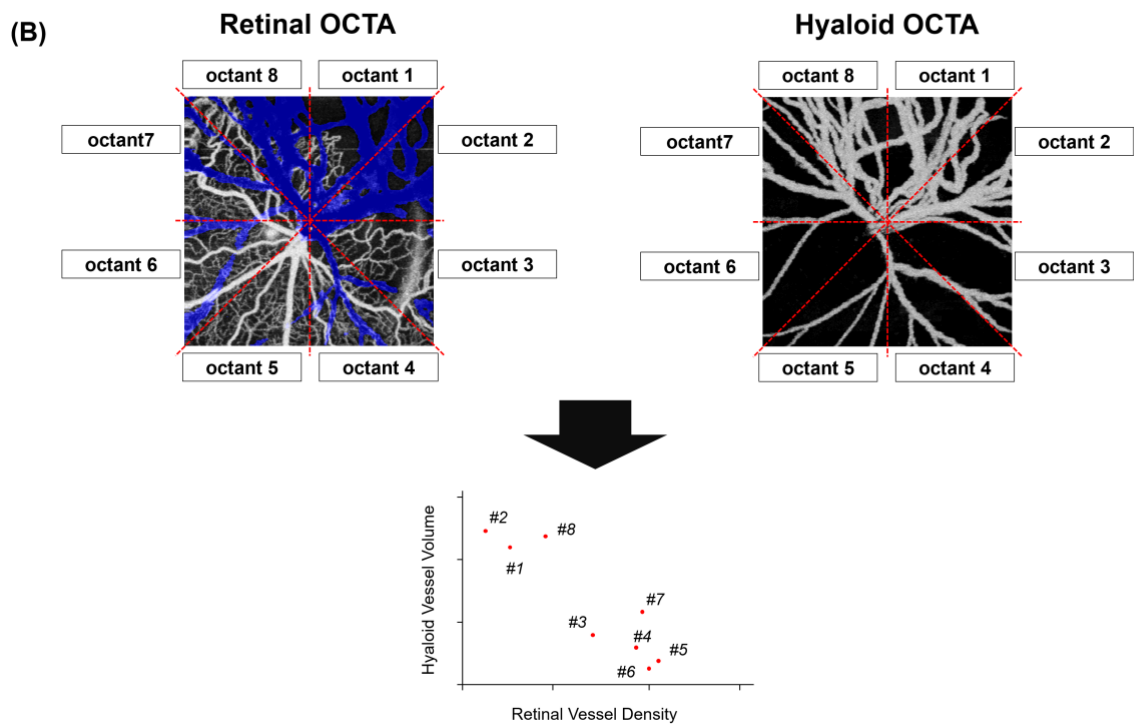 (B)
Retinal OCTA
Hyaloid OCTA
octant 8
octant 1
octant7
octant 2
octant 6
octant 3
octant 5
octant 4
octant 8
octant 1
octant7
octant 2
octant 6
octant 3
octant 5
octant 4
Hyaloid Vessel Volume
#2
#8
#1
#7
#3
#4
#5
#6
Retinal Vessel Density